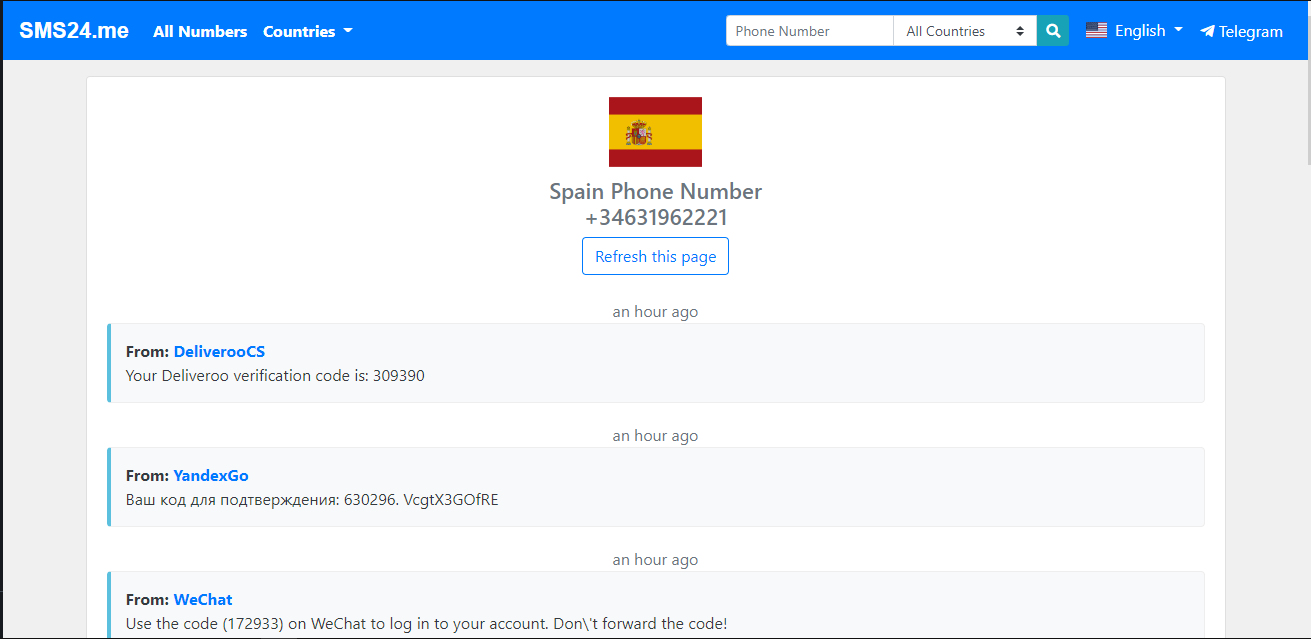 SMS24.me All Numbers Countries Phone Number All Countries English Telegram
Spain Phone Number
+34631962221
Refresh this page
an hour ago
From: DeliverooCS
Your Deliveroo verification code is: 309390
an hour ago
From: YandexGo
Ваш код для подтверждения: 630296. VcgtX3GOfRE
an hour ago
From: WeChat
Use the code (172933) on WeChat to log in to your account. Don\'t forward the code!